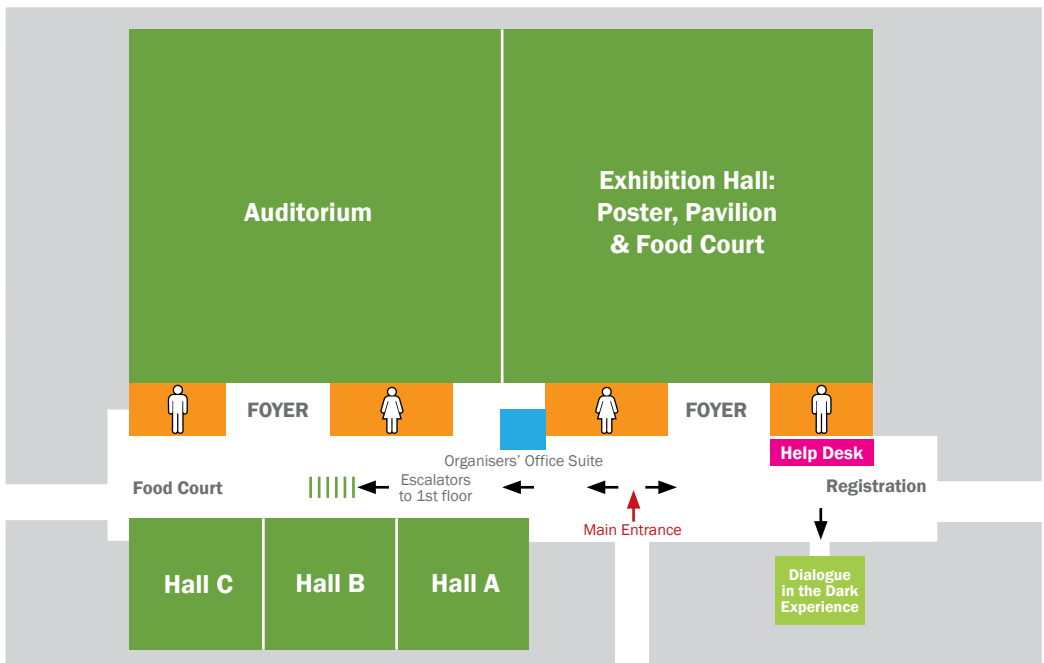 Auditorium
Exhibition Hall:
Poster, Pavilion
& Food Court
FOYER
FOYER
Help Desk
Organisers’ Office Suite
Food Court
Escalators
to 1st floor
Registration
Main Entrance
Hall C
Hall B
Hall A
Dialogue
in the Dark
Experience